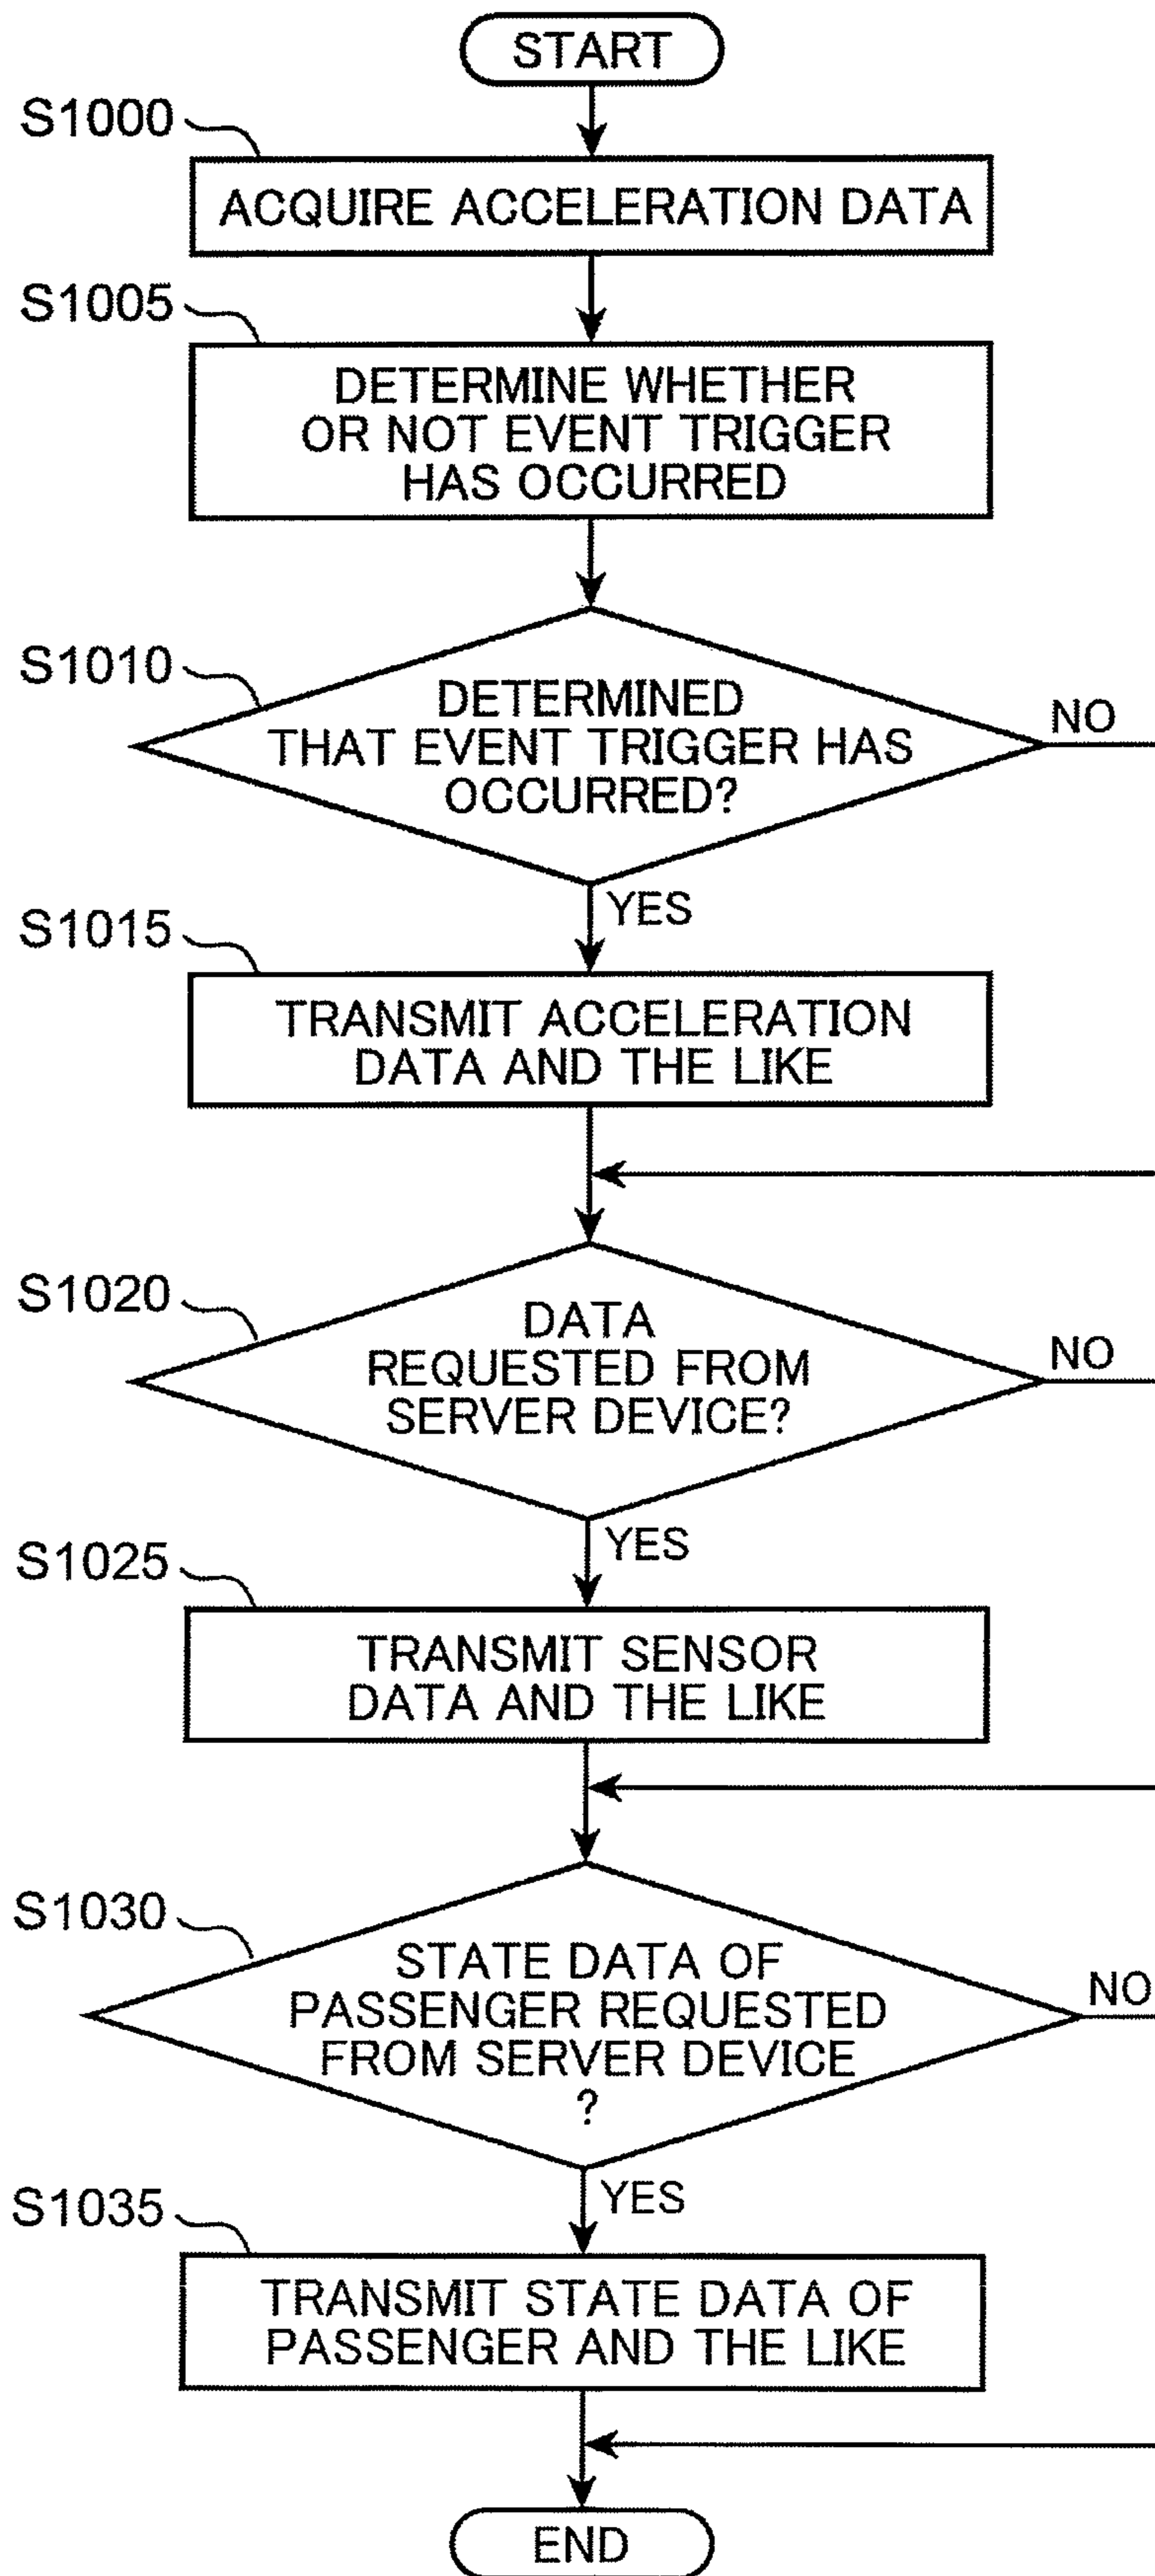 START
S1000
ACQUIRE ACCELERATION DATA
S1005
DETERMINE WHETHER
OR NOT EVENT TRIGGER
HAS OCCURRED
S1010
DETERMINED
THAT EVENT TRIGGER HAS
OCCURRED?
NO
YES
S1015
TRANSMIT ACCELERATION
DATA AND THE LIKE
S1020
DATA
REQUESTED FROM
SERVER DEVICE?
NO
YES
S1025
TRANSMIT SENSOR
DATA AND THE LIKE
S1030
STATE DATA OF
PASSENGER REQUESTED
FROM SERVER DEVICE
?
NO
YES
S1035
TRANSMIT STATE DATA OF
PASSENGER AND THE LIKE
END